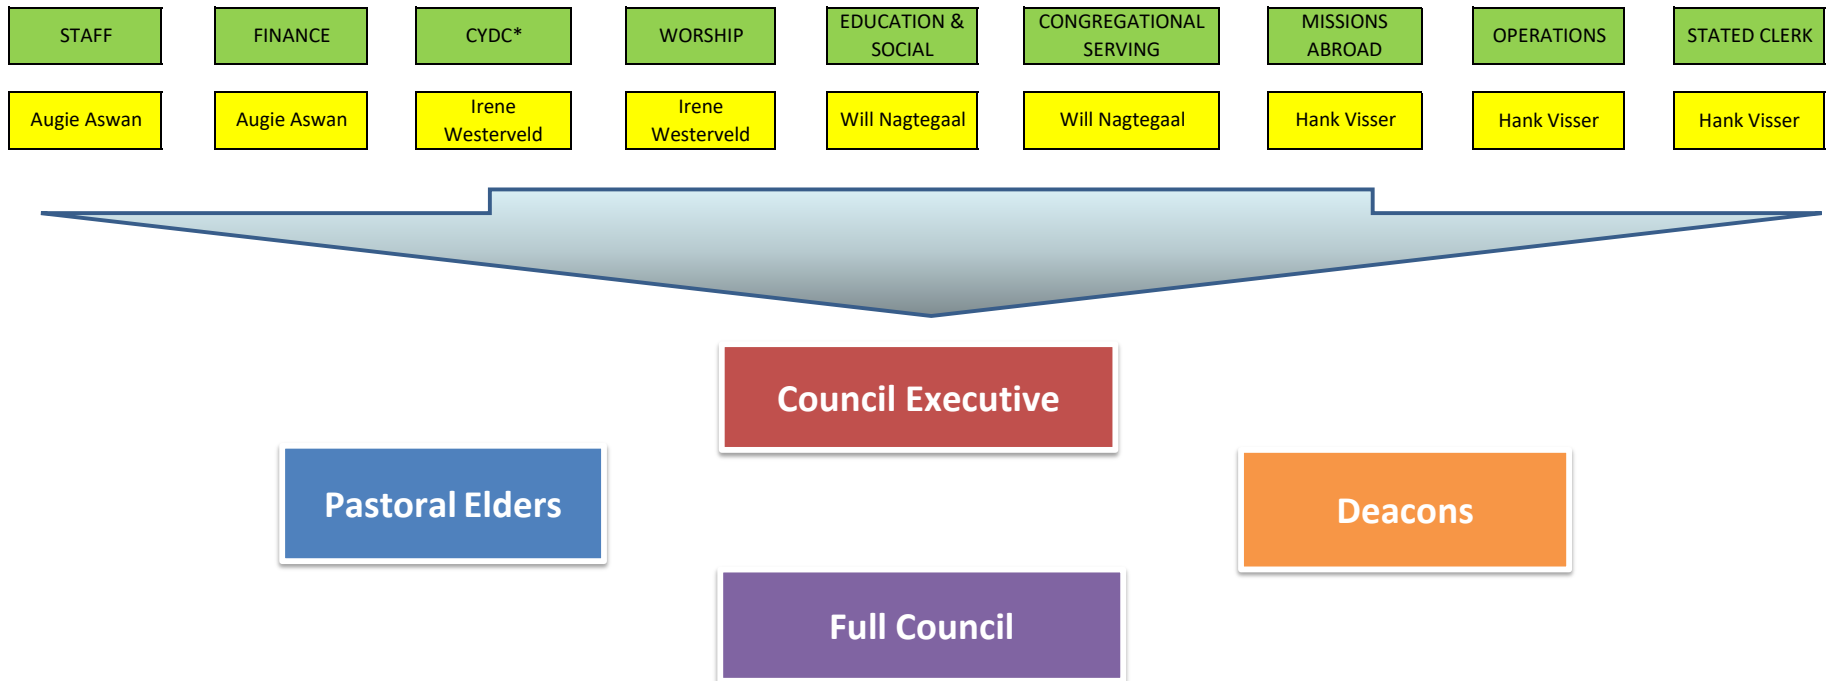 STAFF
FINANCE
CYDC*
WORSHIP
EDUCATION &
SOCIAL
CONGREGATIONAL
SERVING
MISSIONS
ABROAD
OPERATIONS
STATED CLERK
Augie Aswan
Augie Aswan
Irene
Westerveld
Irene
Westerveld
Will Nagtegaal
Will Nagtegaal
Hank Visser
Hank Visser
Hank Visser
Council Executive
Pastoral Elders
Deacons
Full Council